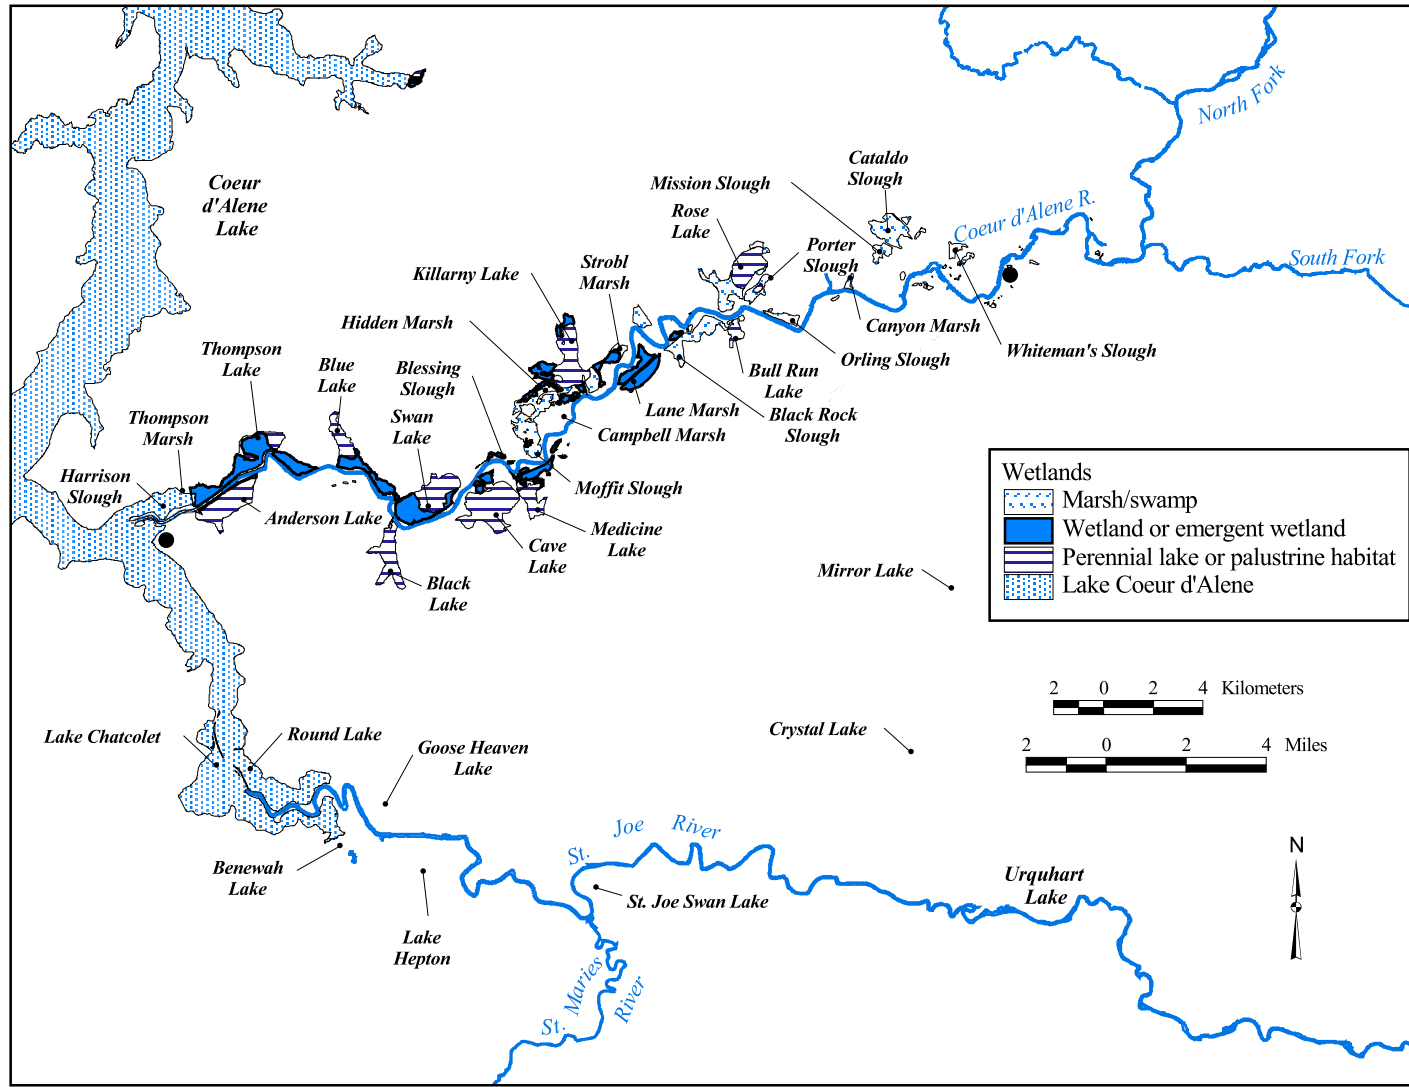 North Fork
Cataldo
Slough
Mission Slough
Coeur
d'Alene
Lake
Rose
Lake
Coeur d'Alene R.
Porter
Slough
South Fork
Strobl
Marsh
Killarny Lake
Hidden Marsh
Canyon Marsh
Whiteman's Slough
Orling Slough
Thompson
Lake
Blue
Lake
Blessing
Slough
Bull Run
Lake
Swan
Lake
Lane Marsh
Black Rock
Slough
Thompson
Marsh
Campbell Marsh
Harrison
Slough
Moffit Slough
Anderson Lake
Medicine
Lake
Cave
Lake
Black
Lake
Mirror Lake
Wetlands
Marsh/swamp
Wetland or emergent wetland
Perennial lake or palustrine habitat
Lake Coeur d'Alene
2 0 2 4 Kilometers
2 0 2 4 Miles
Crystal Lake
Lake Chatcolet
Round Lake
Goose Heaven
Lake
St. Joe River
Benewah
Lake
St. Joe Swan Lake
Urquhart
Lake
N
Lake
Hepton
St. Maries River